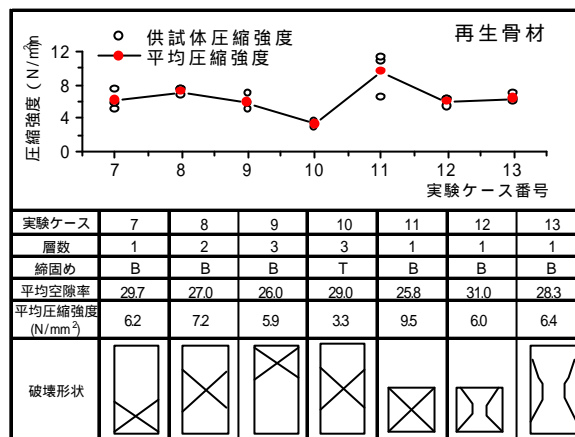 供試体圧縮強度
平均圧縮強度
再生骨材
圧縮強度 (N/mm²)
12
8
4
0
7 8 9 10 11 12 13
実験ケース番号
実験ケース 7 8 9 10 11 12 13
層数 1 2 3 3 1 1 1
締固め B B B T B B B
平均空隙率 29.7 27.0 26.0 29.0 25.8 31.0 28.3
平均圧縮強度 6.2 7.2 5.9 3.3 9.5 6.0 6.4
(N/mm²)
破壊形状